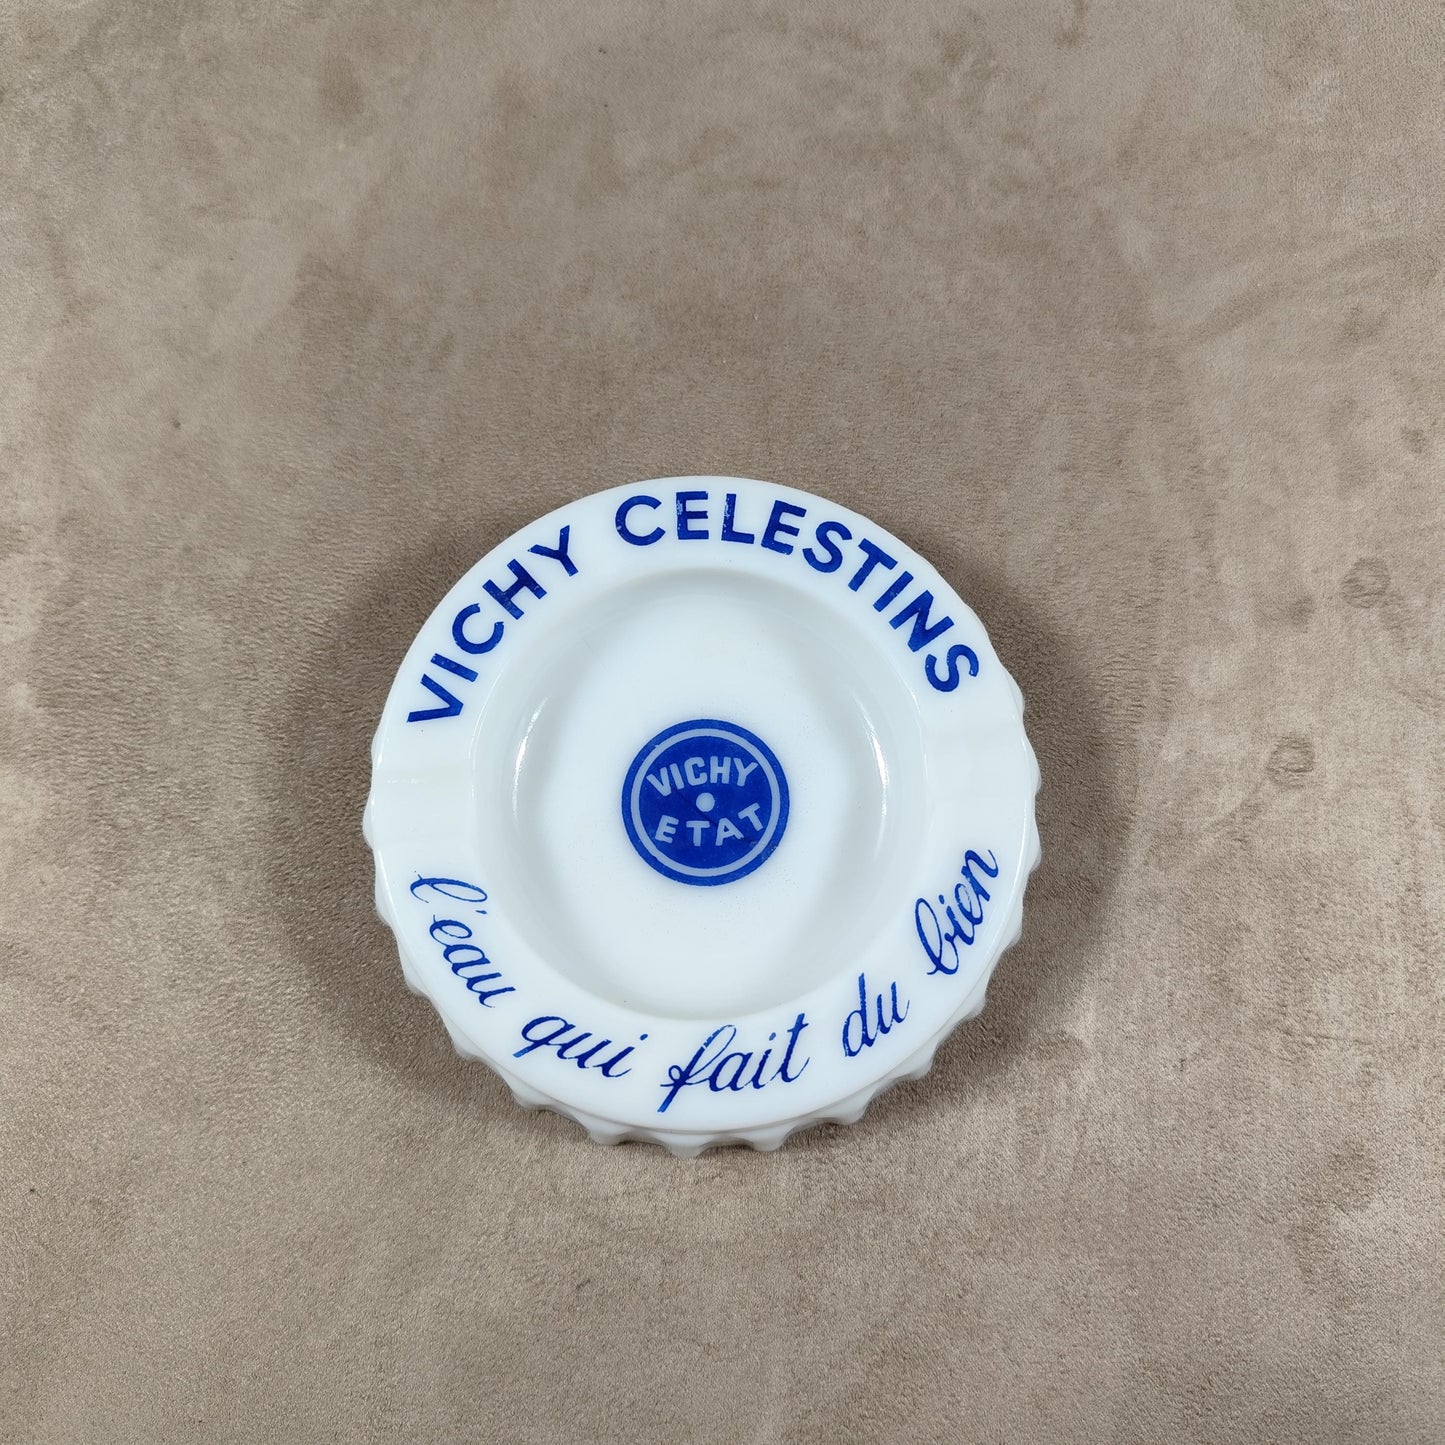 VICHY CELESTINS
VICHY
ETAT
l'eau qui fait du bien